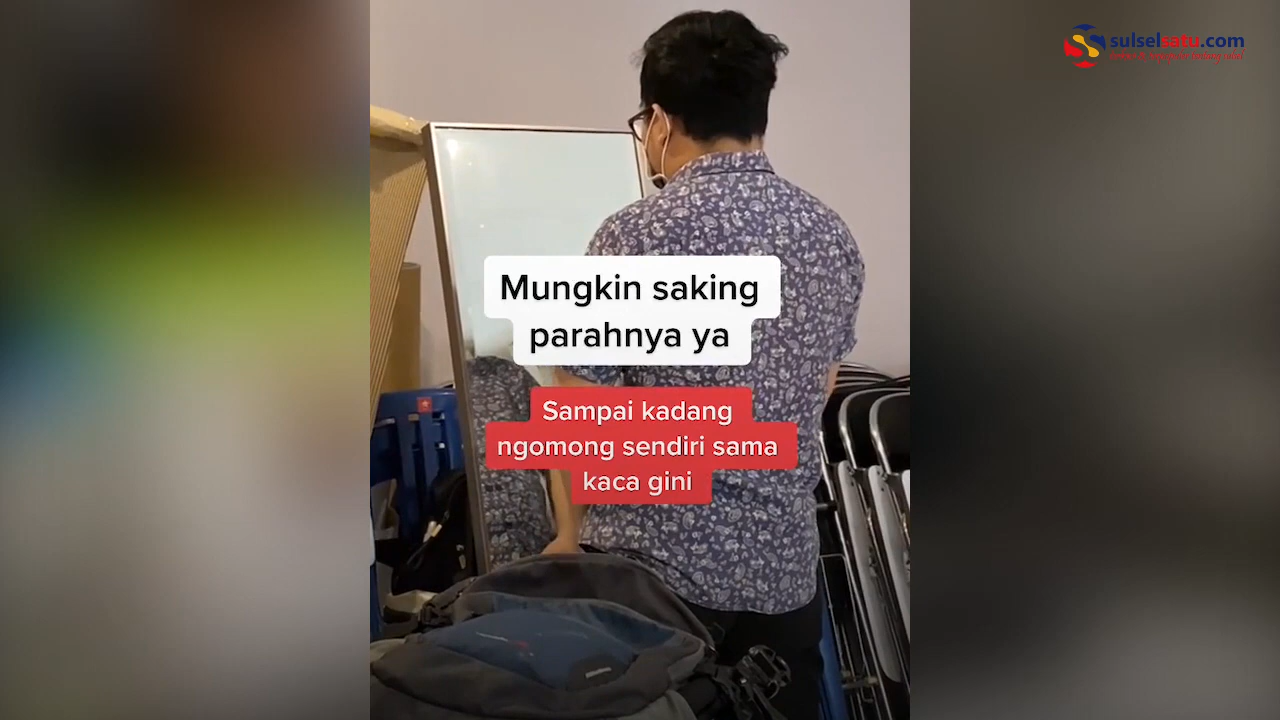 sulselsatu.com
Mungkin saking
parahnya ya
Sampai kadang
ngomong sendiri sama
kaca gini